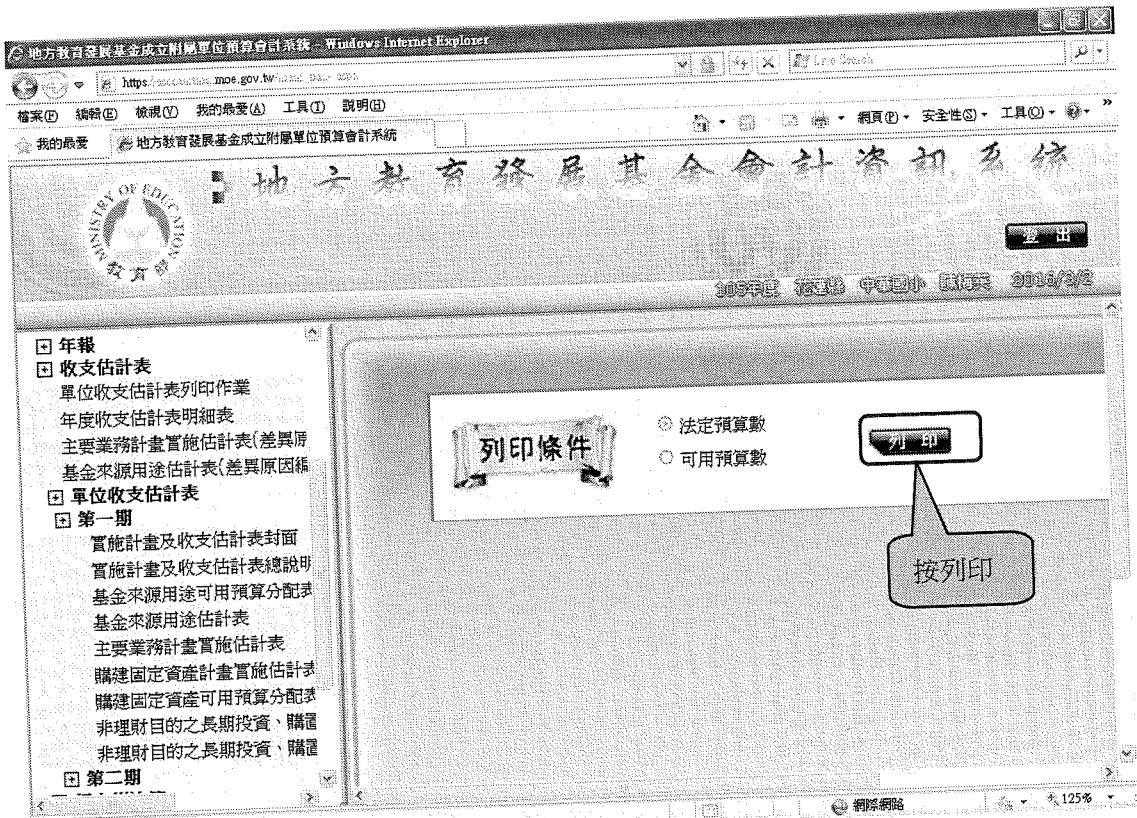 地方教育發展基金成立附屬單位預算會計系統 - Windows Internet Explorer
moe.gov.tw
檔案(F) 編輯(E) 檢視(V) 我的最愛(A) 工具(T) 說明(H)
我的最愛 地方教育發展基金成立附屬單位預算會計系統 網頁(P) 安全性(S) 工具(O) »
地方教育發展基金會計資訊系統
MINISTRY OF EDUCATION
教育部
登出
105年度 花蓮縣 中華國小 2016/2/2
年報
收支估計表
單位收支估計表列印作業
年度收支估計表明細表
主要業務計畫實施估計表(差異原
基金來源用途估計表(差異原因細
單位收支估計表
第一期
實施計畫及收支估計表封面
實施計畫及收支估計表總說明
基金來源用途可用預算分配表
基金來源用途估計表
主要業務計畫實施估計表
購建固定資產計畫實施估計表
購建固定資產可用預算分配表
非理財目的之長期投資、購置
非理財目的之長期投資、購置
第二期
列印條件
法定預算數
可用預算數
列印
按列印
網際網路 125%